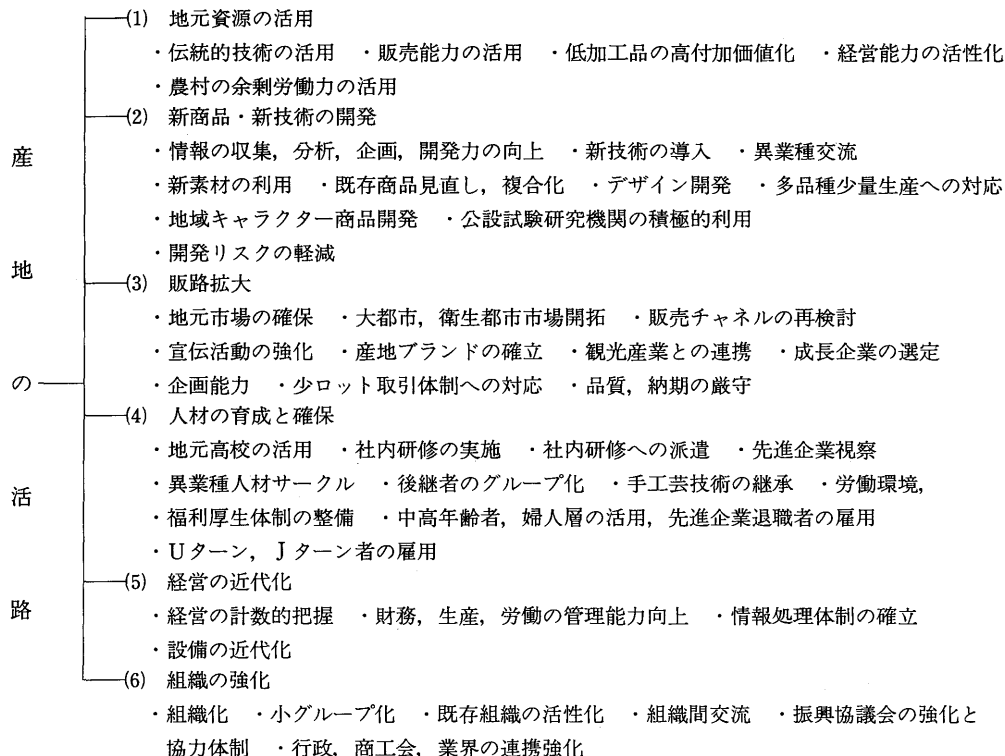 (1) 地元資源の活用
・伝統的技術の活用 ・販売能力の活用 ・低加工品の高付加価値化 ・経営能力の活性化
・農村の余剰労働力の活用
(2) 新商品・新技術の開発
・情報の収集，分析，企画，開発力の向上 ・新技術の導入 ・異業種交流
・新素材の利用 ・既存商品見直し，複合化 ・デザイン開発 ・多品種少量生産への対応
・地域キャラクター商品開発 ・公設試験研究機関の積極的利用
・開発リスクの軽減
(3) 販路拡大
・地元市場の確保 ・大都市，衛生都市市場開拓 ・販売チャネルの再検討
・宣伝活動の強化 ・産地ブランドの確立 ・観光産業との連携 ・成長企業の選定
・企画能力 ・少ロット取引体制への対応 ・品質，納期の厳守
(4) 人材の育成と確保
・地元高校の活用 ・社内研修の実施 ・社内研修への派遣 ・先進企業視察
・異業種人材サークル ・後継者のグループ化 ・手工芸技術の継承 ・労働環境，
・福利厚生体制の整備 ・中高年齢者，婦人層の活用，先進企業退職者の雇用
・Uターン，Jターン者の雇用
(5) 経営の近代化
・経営の計数的把握 ・財務，生産，労働の管理能力向上 ・情報処理体制の確立
・設備の近代化
(6) 組織の強化
・組織化 ・小グループ化 ・既存組織の活性化 ・組織間交流 ・振興協議会の強化と
協力体制 ・行政，商工会，業界の連携強化
産地の活路